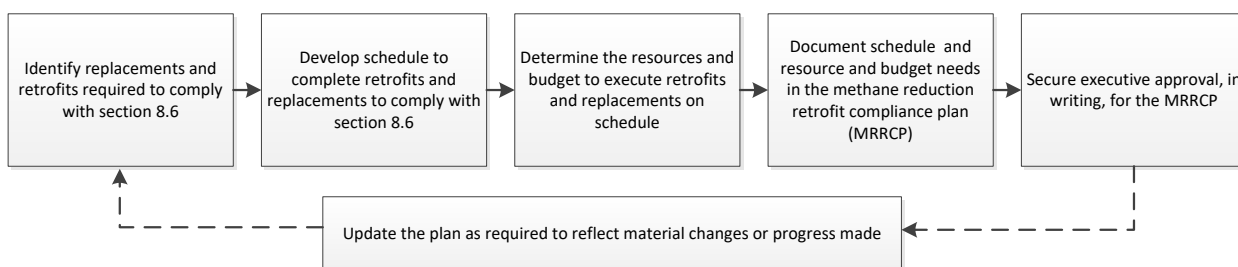 Identify replacements and
retrofits required to comply
with section 8.6
Develop schedule to
complete retrofits and
replacements to comply with
section 8.6
Determine the resources and
budget to execute retrofits
and replacements on
schedule
Document schedule and
resource and budget needs
in the methane reduction
retrofit compliance plan
(MRRCP)
Secure executive approval, in
writing, for the MRRCP
Update the plan as required to reflect material changes or progress made